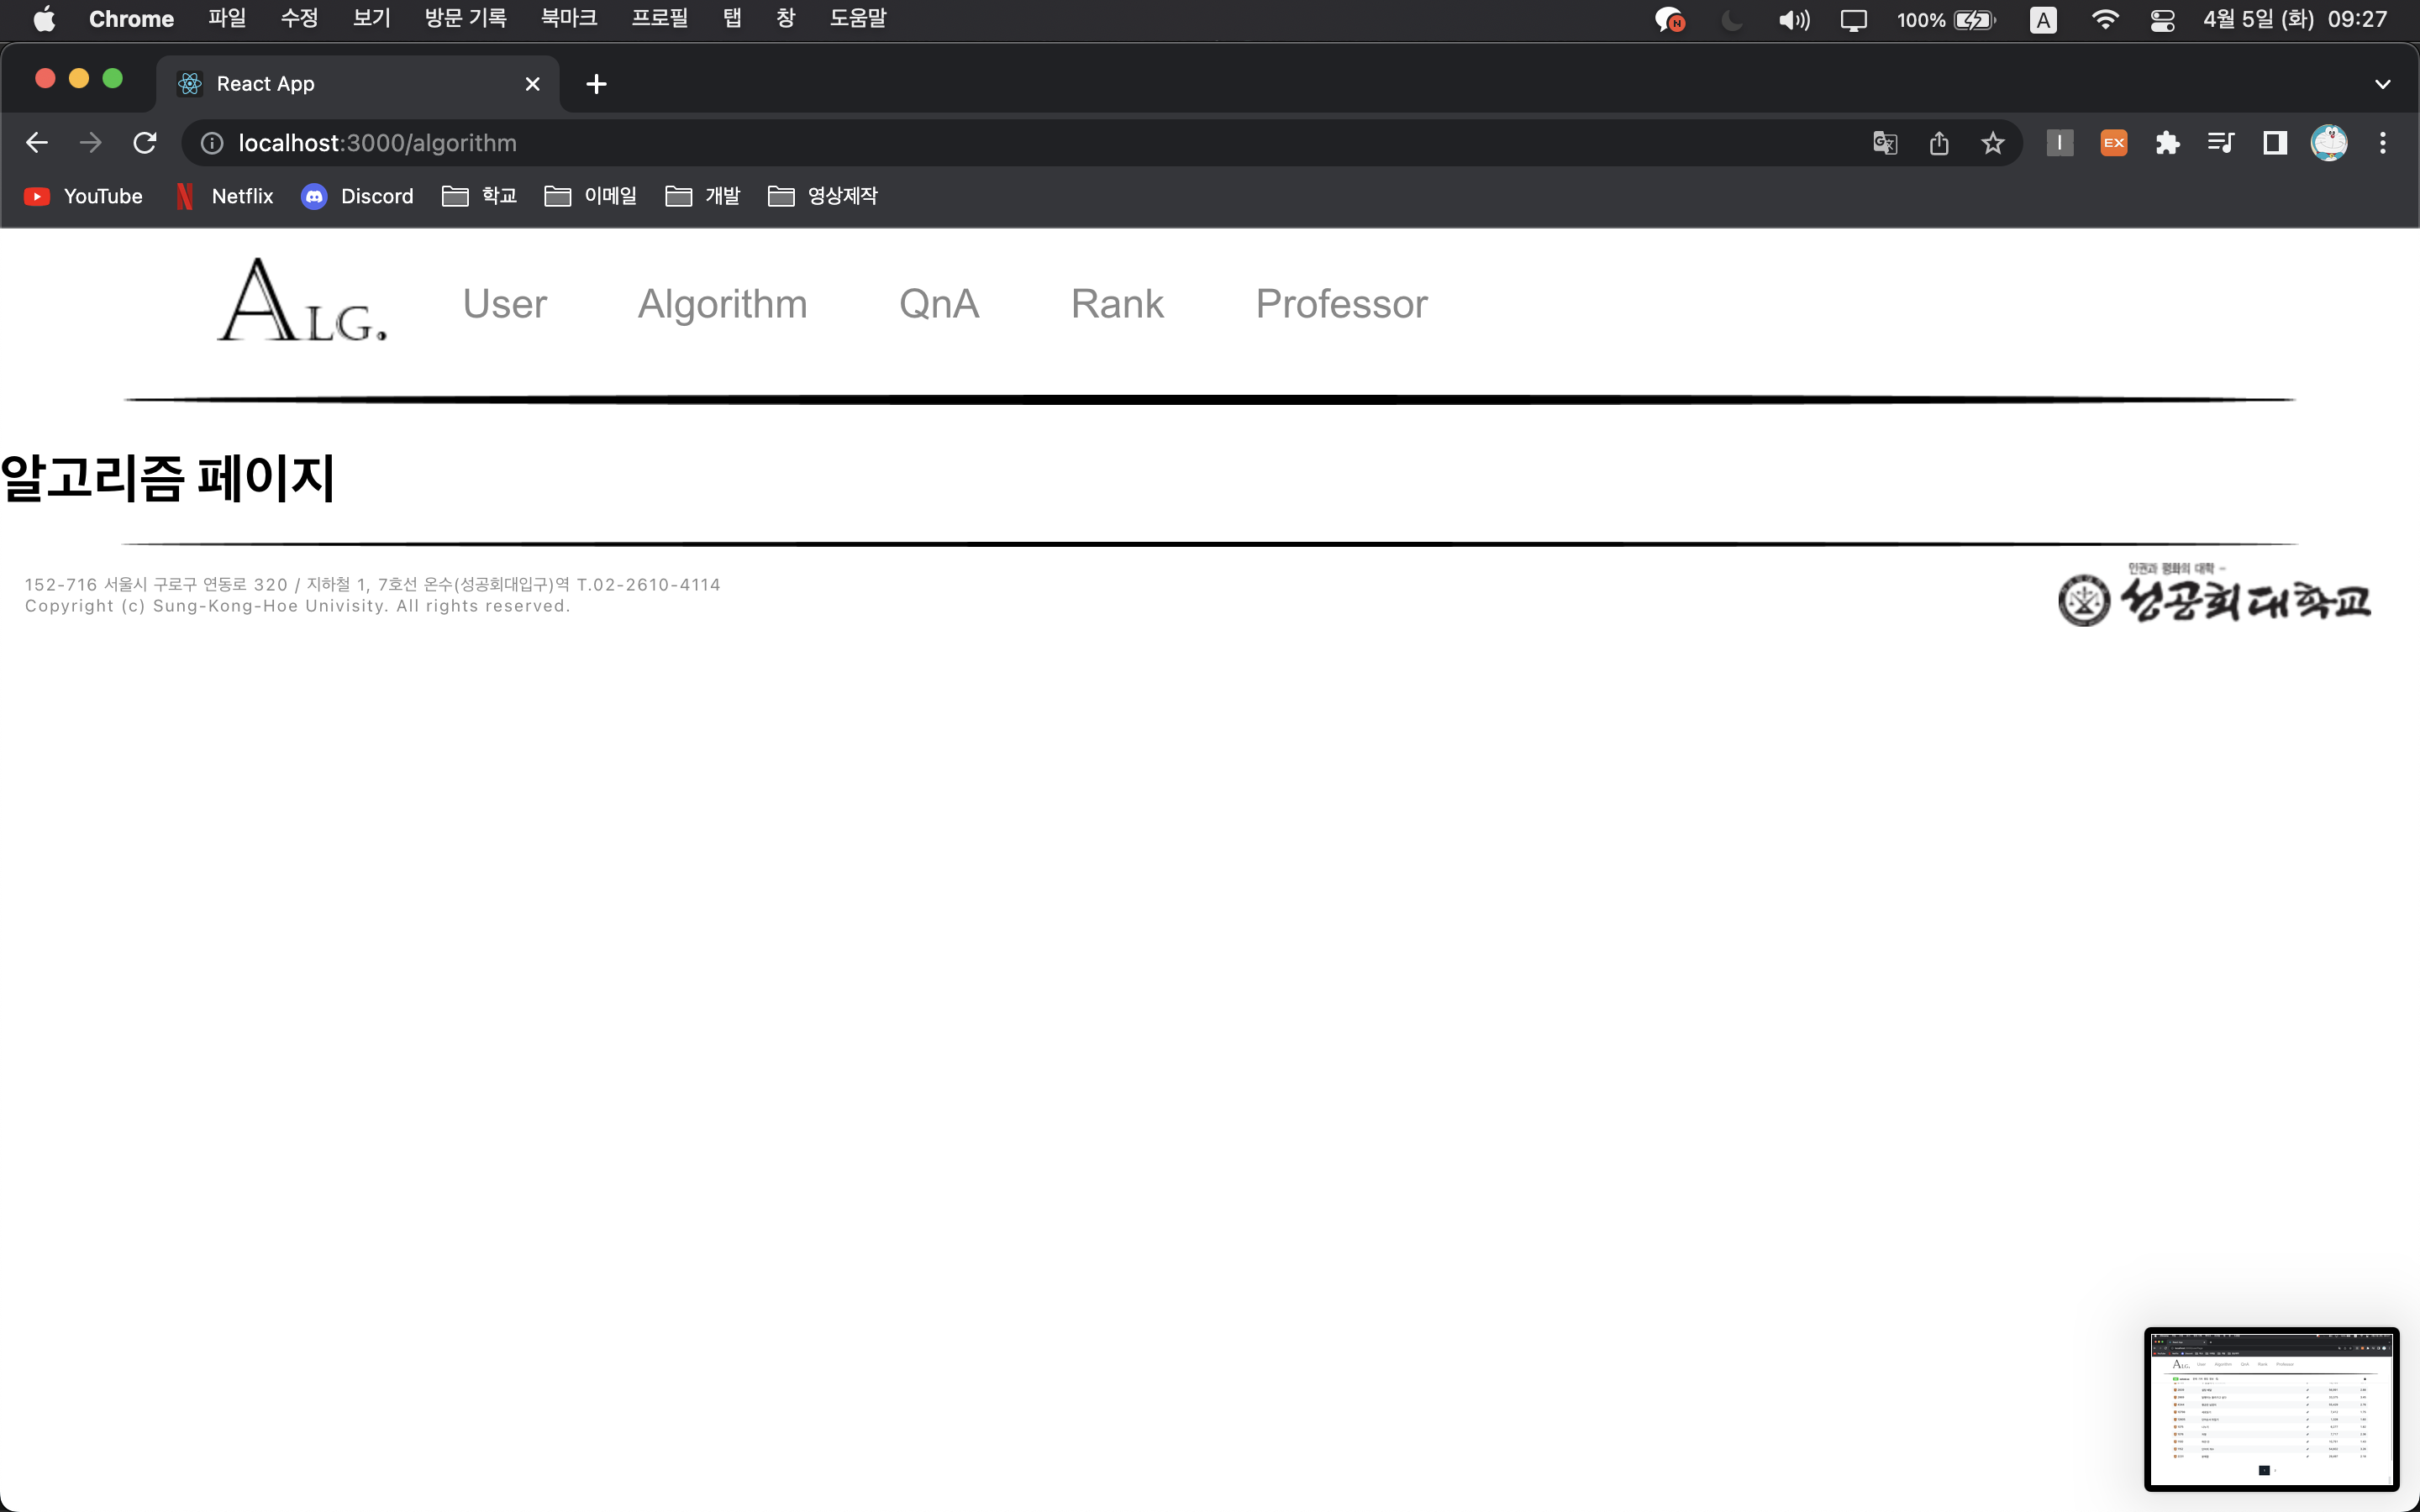 Chrome 파일 수정 보기 방문 기록 북마크 프로필 탭 창 도움말 100% A 4월 5일 (화) 09:27
React App
localhost:3000/algorithm EX
YouTube Netflix Discord 학교 이메일 개발 영상제작
ALG. User Algorithm QnA Rank Professor
알고리즘 페이지
152-716 서울시 구로구 연동로 320 / 지하철 1, 7호선 온수(성공회대입구)역 T.02-2610-4114
Copyright (c) Sung-Kong-Hoe Univisity. All rights reserved.
인권과 평화의 대학 -
성공회대학교